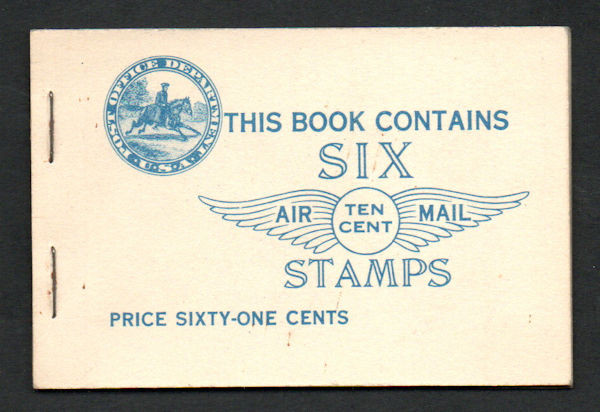 POST OFFICE DEPARTMENT
U.S.A.
THIS BOOK CONTAINS
SIX
AIR TEN CENT MAIL
STAMPS
PRICE SIXTY-ONE CENTS